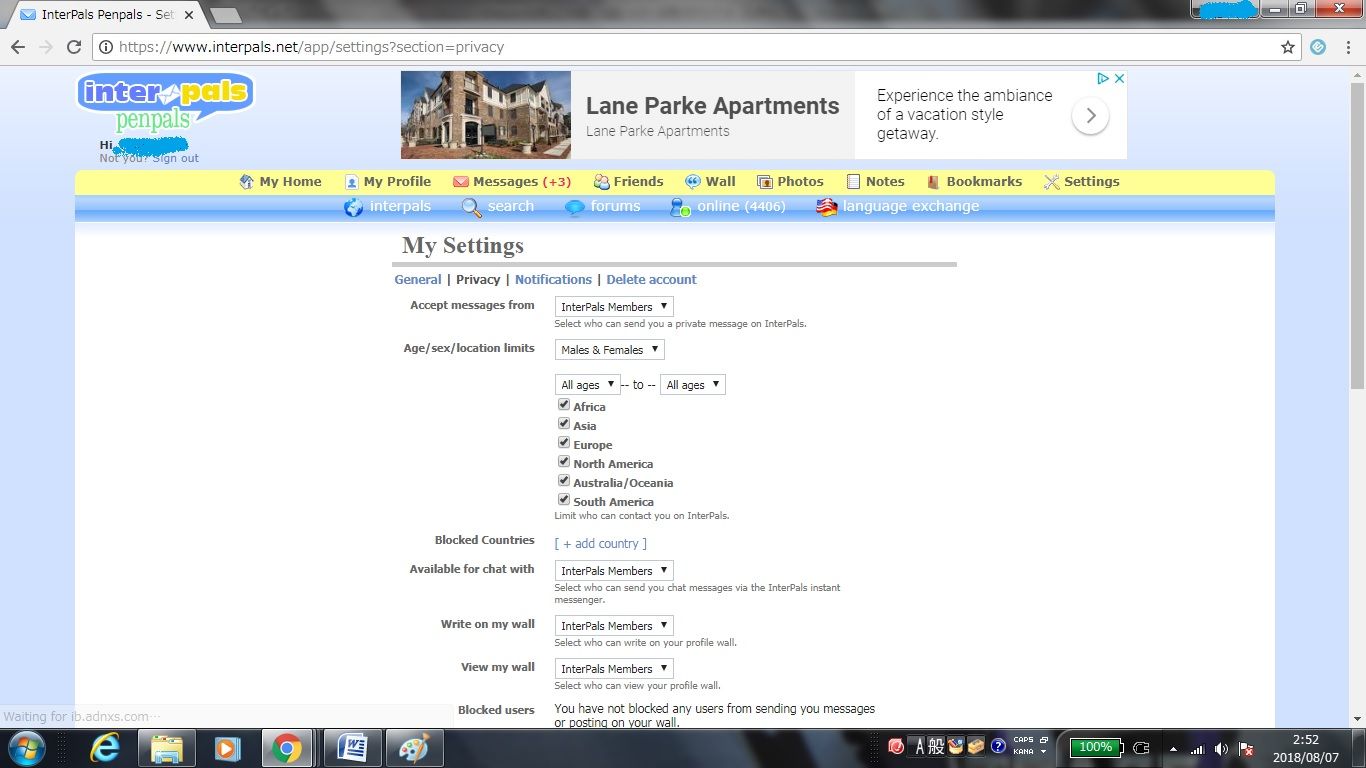 InterPals Penpals - Set
https://www.interpals.net/app/settings?section=privacy
inter pals
penpals
Hi,
Not you? Sign out
Lane Parke Apartments
Lane Parke Apartments
Experience the ambiance
of a vacation style
getaway.
My Home My Profile Messages (+3) Friends Wall Photos Notes Bookmarks Settings
interpals search forums online (4406) language exchange
My Settings
General | Privacy | Notifications | Delete account
Accept messages from InterPals Members
Select who can send you a private message on InterPals.
Age/sex/location limits Males & Females
All ages -- to -- All ages
Africa
Asia
Europe
North America
Australia/Oceania
South America
Limit who can contact you on InterPals.
Blocked Countries [ + add country ]
Available for chat with InterPals Members
Select who can send you chat messages via the InterPals instant
messenger.
Write on my wall InterPals Members
Select who can write on your profile wall.
View my wall InterPals Members
Select who can view your profile wall.
Blocked users You have not blocked any users from sending you messages
or posting on your wall.
Waiting for ib.adnxs.com...
A 般 CAPS KANA 100% 2:52
2018/08/07